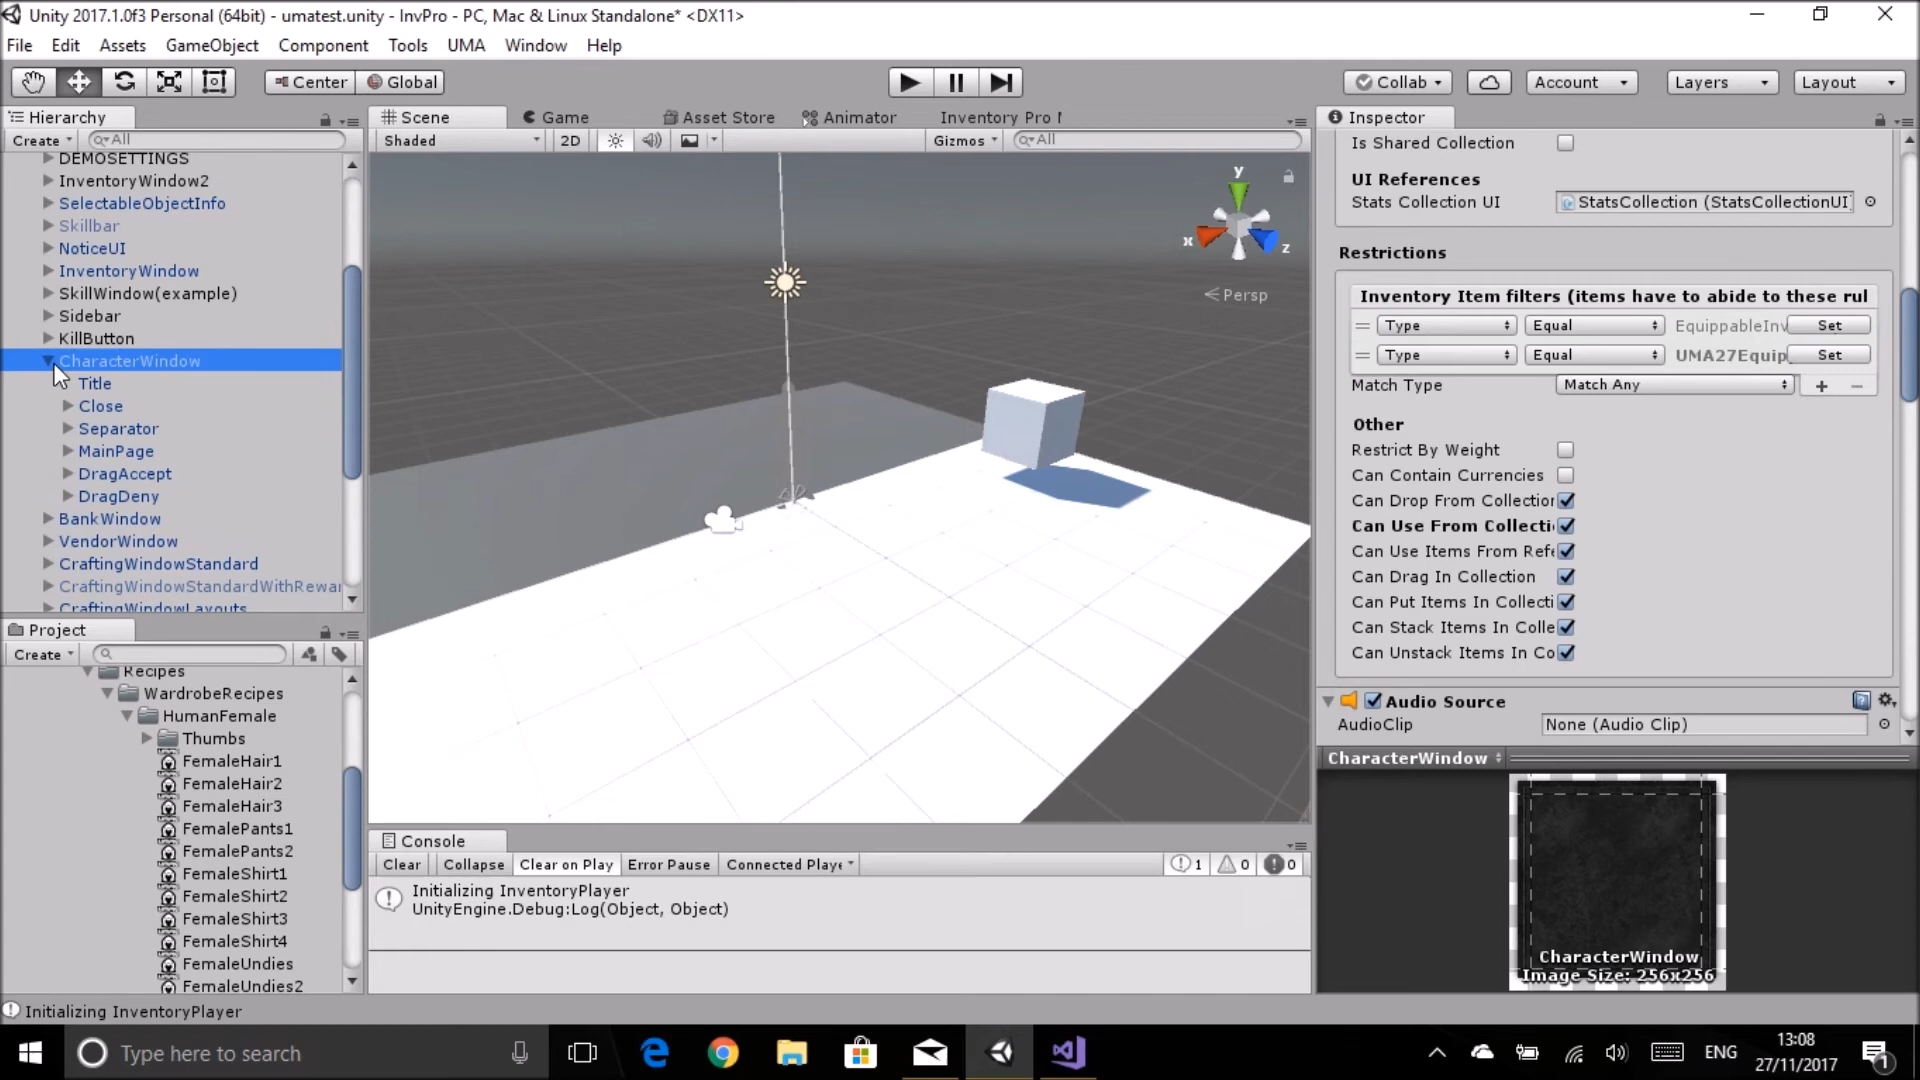 Unity 2017.1.0f3 Personal (64bit) - umatest.unity - InvPro - PC, Mac & Linux Standalone* <DX11>
File Edit Assets GameObject Component Tools UMA Window Help
Center Global Collab Account Layers Layout
Hierarchy
Create All
DEMOSETTINGS
InventoryWindow2
SelectableObjectInfo
Skillbar
NoticeUI
InventoryWindow
SkillWindow(example)
Sidebar
KillButton
CharacterWindow
Title
Close
Separator
MainPage
DragAccept
DragDeny
BankWindow
VendorWindow
CraftingWindowStandard
CraftingWindowStandardWithRewar
CraftingWindowLayouts
Project
Create
Recipes
WardrobeRecipes
HumanFemale
Thumbs
FemaleHair1
FemaleHair2
FemaleHair3
FemalePants1
FemalePants2
FemaleShirt1
FemaleShirt2
FemaleShirt3
FemaleShirt4
FemaleUndies
FemaleUndies2
Scene Game Asset Store Animator Inventory Pro
Shaded 2D Gizmos All
y
x
z
Persp
Console
Clear Collapse Clear on Play Error Pause Connected Playe 1 0 0
Initializing InventoryPlayer
UnityEngine.Debug:Log(Object, Object)
Inspector
Is Shared Collection
UI References
Stats Collection UI StatsCollection (StatsCollectionUI
Restrictions
Inventory Item filters (items have to abide to these rul
Type Equal EquippableInv Set
Type Equal UMA27Equip Set
Match Type Match Any + −
Other
Restrict By Weight
Can Contain Currencies
Can Drop From Collection
Can Use From Collecti
Can Use Items From Refe
Can Drag In Collection
Can Put Items In Collecti
Can Stack Items In Colle
Can Unstack Items In Co
Audio Source
AudioClip None (Audio Clip)
CharacterWindow
CharacterWindow
Image Size: 256x256
Initializing InventoryPlayer
Type here to search
ENG
13:08
27/11/2017
1